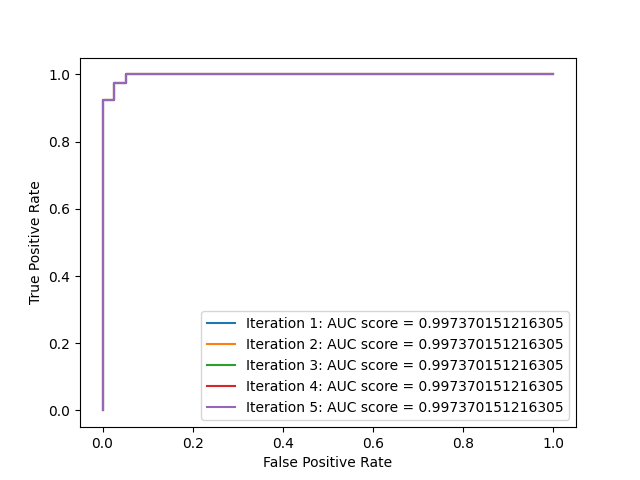 1.0
0.8
0.6
0.4
0.2
0.0
True Positive Rate
Iteration 1: AUC score = 0.997370151216305
Iteration 2: AUC score = 0.997370151216305
Iteration 3: AUC score = 0.997370151216305
Iteration 4: AUC score = 0.997370151216305
Iteration 5: AUC score = 0.997370151216305
0.0 0.2 0.4 0.6 0.8 1.0
False Positive Rate